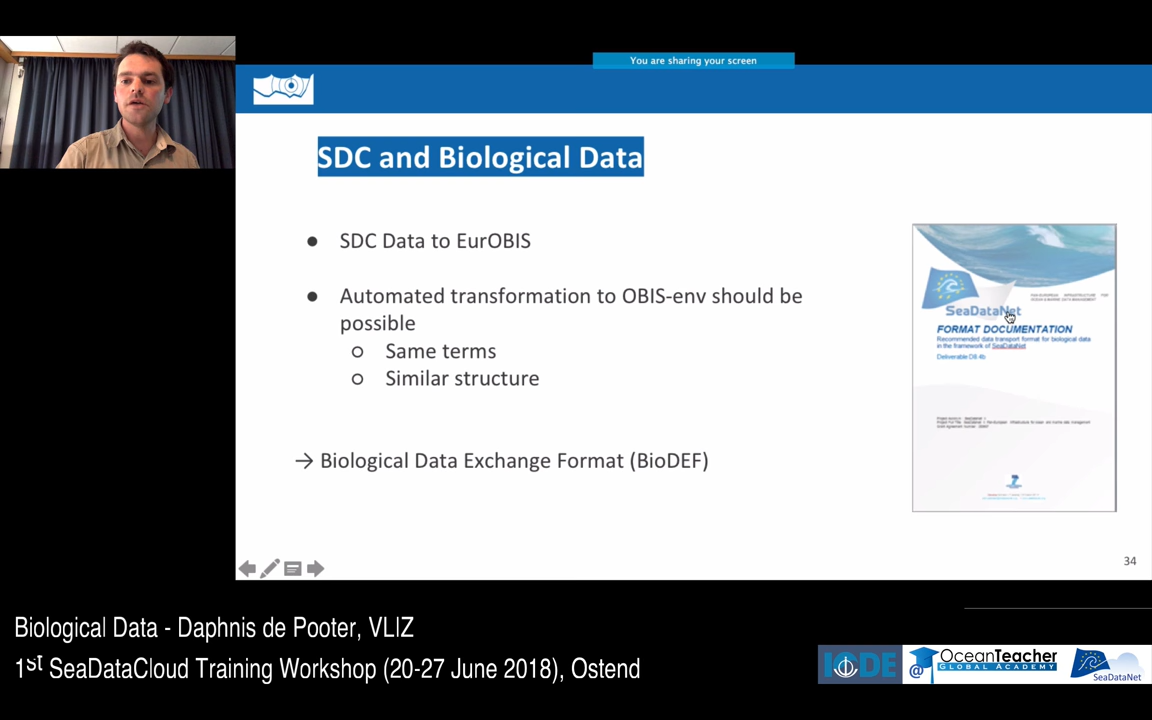 You are sharing your screen
SDC and Biological Data
● SDC Data to EurOBIS
● Automated transformation to OBIS-env should be
possible
○ Same terms
○ Similar structure
→ Biological Data Exchange Format (BioDEF)
SeaDataNet
FORMAT DOCUMENTATION
Recommended data transport format for biological data
in the framework of SeaDataNet
Deliverable D8.4b
34
Biological Data - Daphnis de Pooter, VLIZ
1st SeaDataCloud Training Workshop (20-27 June 2018), Ostend
IODE
@ OceanTeacher
GLOBAL ACADEMY
SeaDataNet